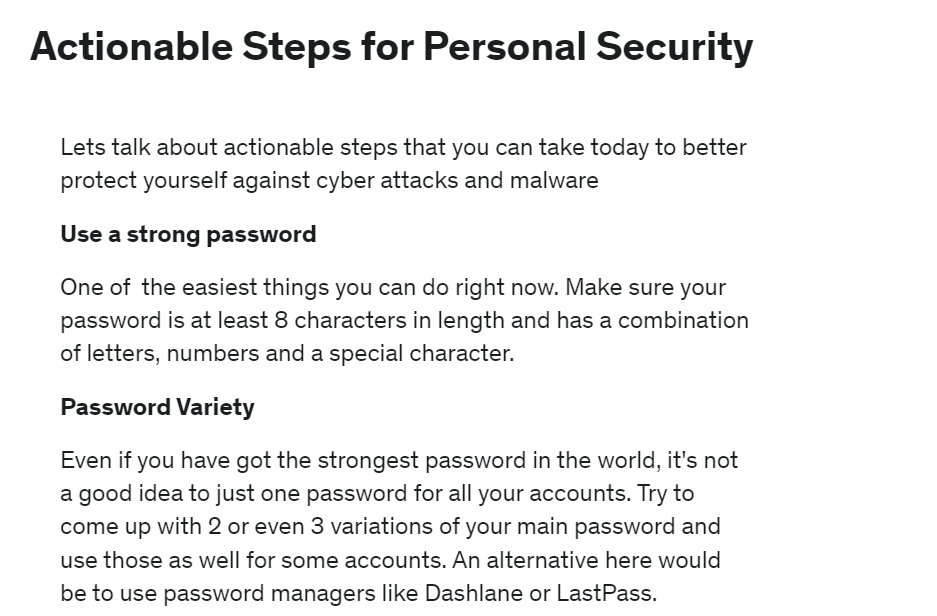 Actionable Steps for Personal Security
Lets talk about actionable steps that you can take today to better
protect yourself against cyber attacks and malware
Use a strong password
One of  the easiest things you can do right now. Make sure your
password is at least 8 characters in length and has a combination
of letters, numbers and a special character.
Password Variety
Even if you have got the strongest password in the world, it's not
a good idea to just one password for all your accounts. Try to
come up with 2 or even 3 variations of your main password and
use those as well for some accounts. An alternative here would
be to use password managers like Dashlane or LastPass.